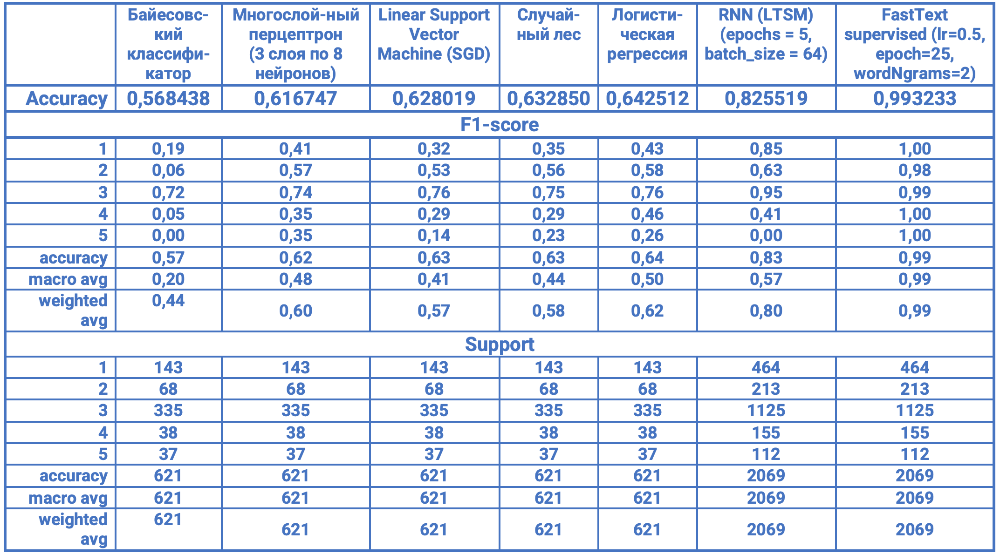 Байесовс-
кий
классифи-
катор
Многослой-ный
перцептрон
(3 слоя по 8
нейронов)
Linear Support
Vector
Machine (SGD)
Случай-
ный лес
Логисти-
ческая
регрессия
RNN (LTSM)
(epochs = 5,
batch_size = 64)
FastText
supervised (lr=0.5,
epoch=25,
wordNgrams=2)
Accuracy 0,568438 0,616747 0,628019 0,632850 0,642512 0,825519 0,993233
F1-score
1 0,19 0,41 0,32 0,35 0,43 0,85 1,00
2 0,06 0,57 0,53 0,56 0,58 0,63 0,98
3 0,72 0,74 0,76 0,75 0,76 0,95 0,99
4 0,05 0,35 0,29 0,29 0,46 0,41 1,00
5 0,00 0,35 0,14 0,23 0,26 0,00 1,00
accuracy 0,57 0,62 0,63 0,63 0,64 0,83 0,99
macro avg 0,20 0,48 0,41 0,44 0,50 0,57 0,99
weighted
avg 0,44 0,60 0,57 0,58 0,62 0,80 0,99
Support
1 143 143 143 143 143 464 464
2 68 68 68 68 68 213 213
3 335 335 335 335 335 1125 1125
4 38 38 38 38 38 155 155
5 37 37 37 37 37 112 112
accuracy 621 621 621 621 621 2069 2069
macro avg 621 621 621 621 621 2069 2069
weighted
avg 621 621 621 621 621 2069 2069